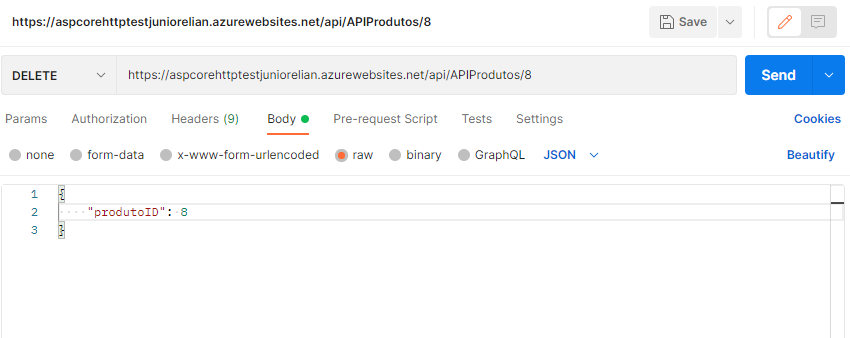 https://aspcorehttptestjuniorelian.azurewebsites.net/api/APIProdutos/8 Save
DELETE https://aspcorehttptestjuniorelian.azurewebsites.net/api/APIProdutos/8 Send
Params Authorization Headers (9) Body Pre-request Script Tests Settings Cookies
none form-data x-www-form-urlencoded raw binary GraphQL JSON Beautify
1 {
2 "produtoID": 8
3 }